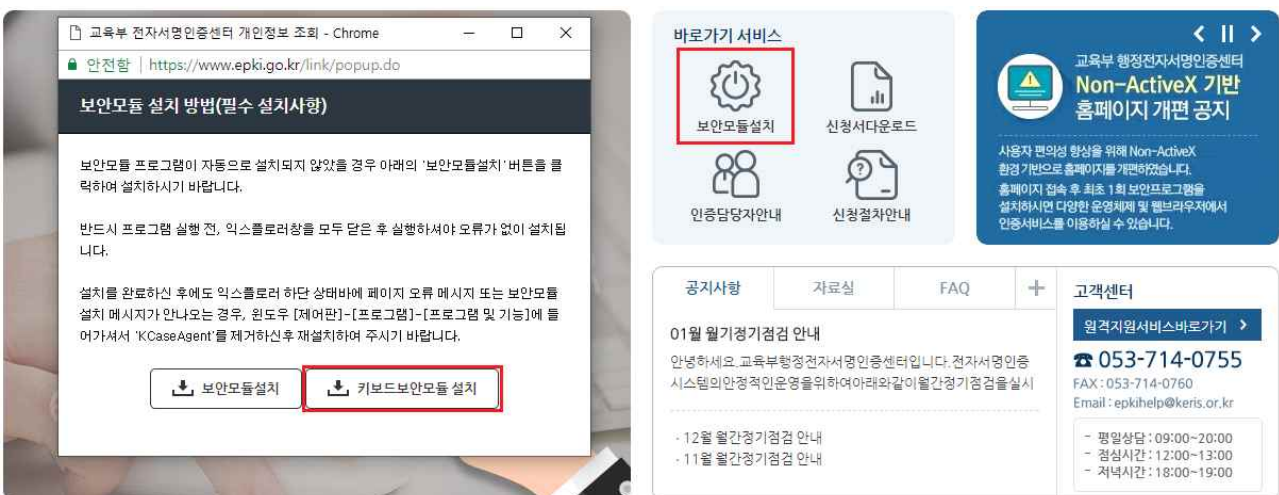 교육부 전자서명인증센터 개인정보 조회 - Chrome
안전함 | https://www.epki.go.kr/link/popup.do
보안모듈 설치 방법(필수 설치사항)
보안모듈 프로그램이 자동으로 설치되지 않았을 경우 아래의 '보안모듈설치' 버튼을 클
릭하여 설치하시기 바랍니다.
반드시 프로그램 실행 전, 익스플로러창을 모두 닫은 후 실행하셔야 오류가 없이 설치됩
니다.
설치를 완료하신 후에도 익스플로러 하단 상태바에 페이지 오류 메시지 또는 보안모듈
설치 메시지가 안나오는 경우, 윈도우 [제어판]-[프로그램]-[프로그램 및 기능]에 들
어가셔서 'KCaseAgent'를 제거하신후 재설치하여 주시기 바랍니다.
보안모듈설치
키보드보안모듈 설치
바로가기 서비스
보안모듈설치
신청서다운로드
인증담당자안내
신청절차안내
교육부 행정전자서명인증센터
Non-ActiveX 기반
홈페이지 개편 공지
사용자 편의성 향상을 위해 Non-ActiveX
환경 기반으로 홈페이지를 개편하였습니다.
홈페이지 접속 후 최초 1회 보안프로그램을
설치하시면 다양한 운영체제 및 웹브라우저에서
인증서비스를 이용하실 수 있습니다.
공지사항
자료실
FAQ
01월 월기정기점검 안내
안녕하세요.교육부행정전자서명인증센터입니다.전자서명인증
시스템의안정적인운영을위하여아래와같이월간정기점검을실시
· 12월 월간정기점검 안내
· 11월 월간정기점검 안내
고객센터
원격지원서비스바로가기
053-714-0755
FAX : 053-714-0760
Email : epkihelp@keris.or.kr
- 평일상담 : 09:00~20:00
- 점심시간 : 12:00~13:00
- 저녁시간 : 18:00~19:00